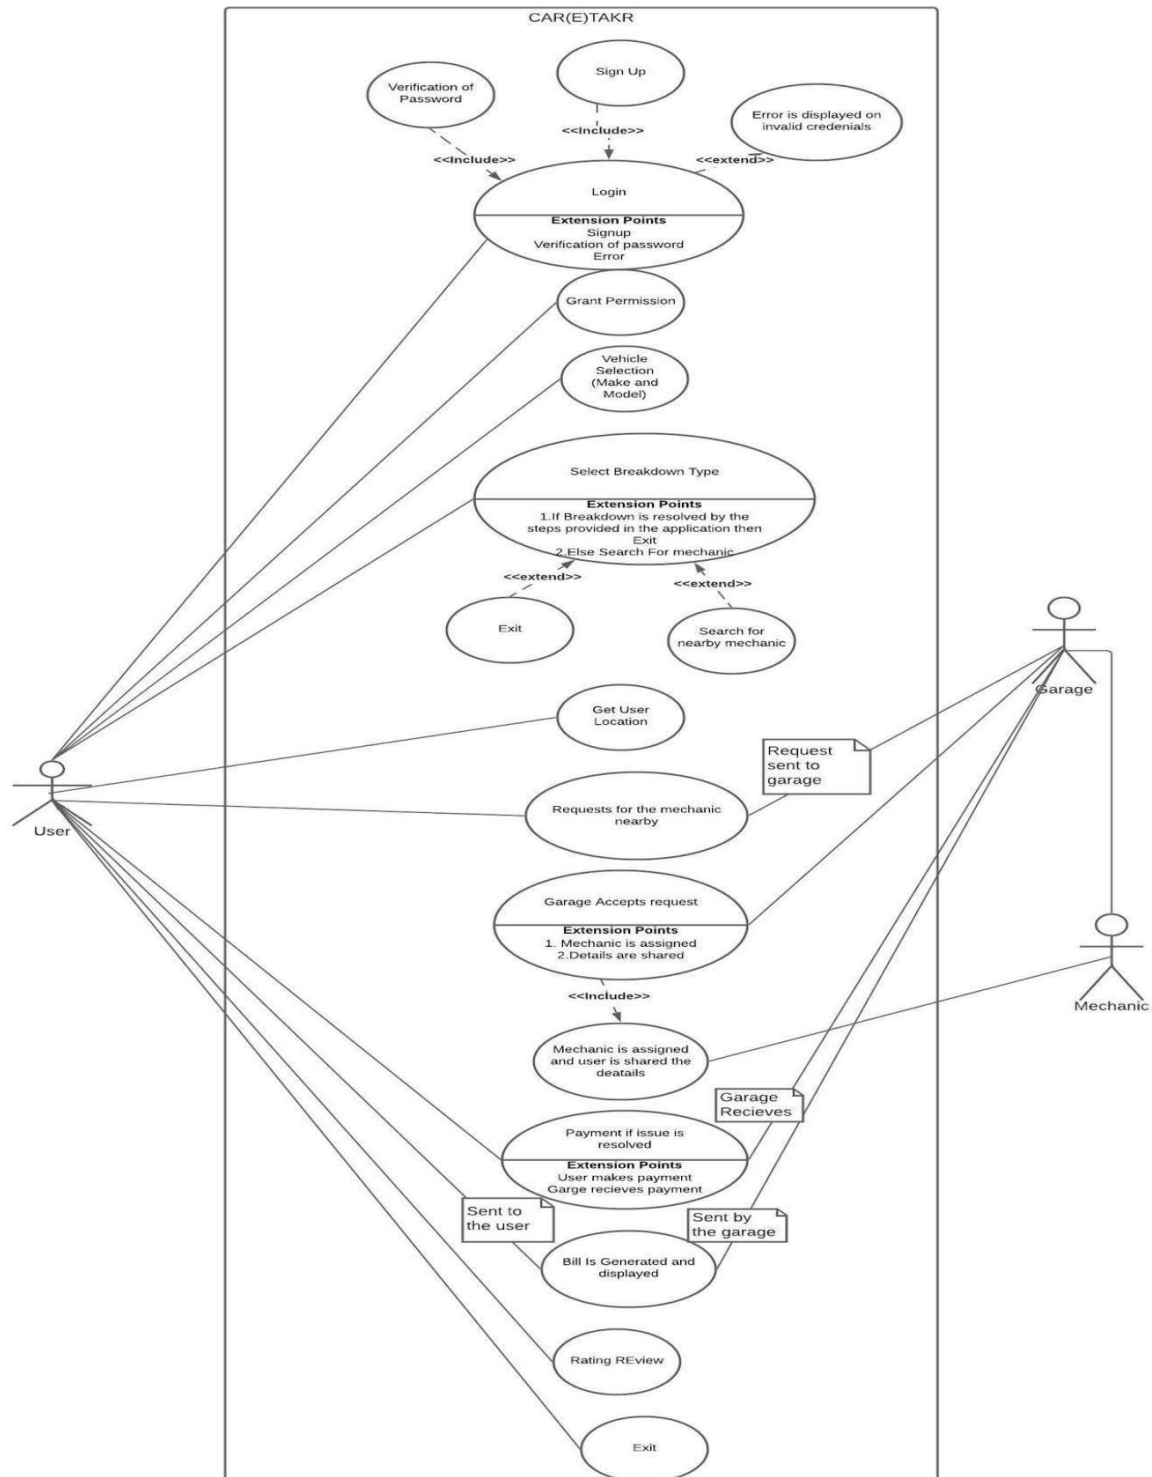 CAR(E)TAKR
Sign Up
Verification of
Password
Error is displayed on
invalid credenials
<<Include>>
<<Include>>
<<extend>>
Login
Extension Points
Signup
Verification of password
Error
Grant Permission
Vehicle
Selection
(Make and
Model)
Select Breakdown Type
Extension Points
1.If Breakdown is resolved by the
steps provided in the application then
Exit
2.Else Search For mechanic
<<extend>>
<<extend>>
Exit
Search for
nearby mechanic
Garage
Get User
Location
Request
sent to
garage
Requests for the mechanic
nearby
User
Garage Accepts request
Extension Points
1. Mechanic is assigned
2.Details are shared
<<Include>>
Mechanic
Mechanic is assigned
and user is shared the
deatails
Garage
Recieves
Payment if issue is
resolved
Extension Points
User makes payment
Garge recieves payment
Sent to
the user
Sent by
the garage
Bill Is Generated and
displayed
Rating REview
Exit